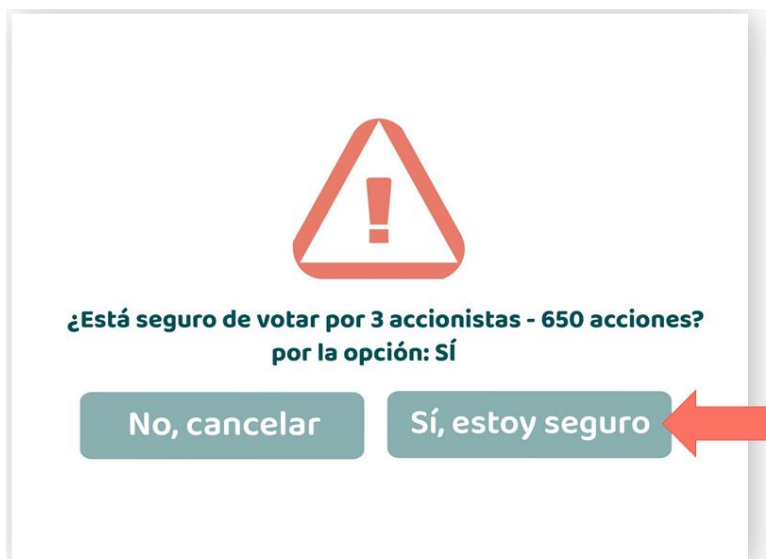 !
¿Está seguro de votar por 3 accionistas - 650 acciones?
por la opción: SÍ
No, cancelar
Sí, estoy seguro